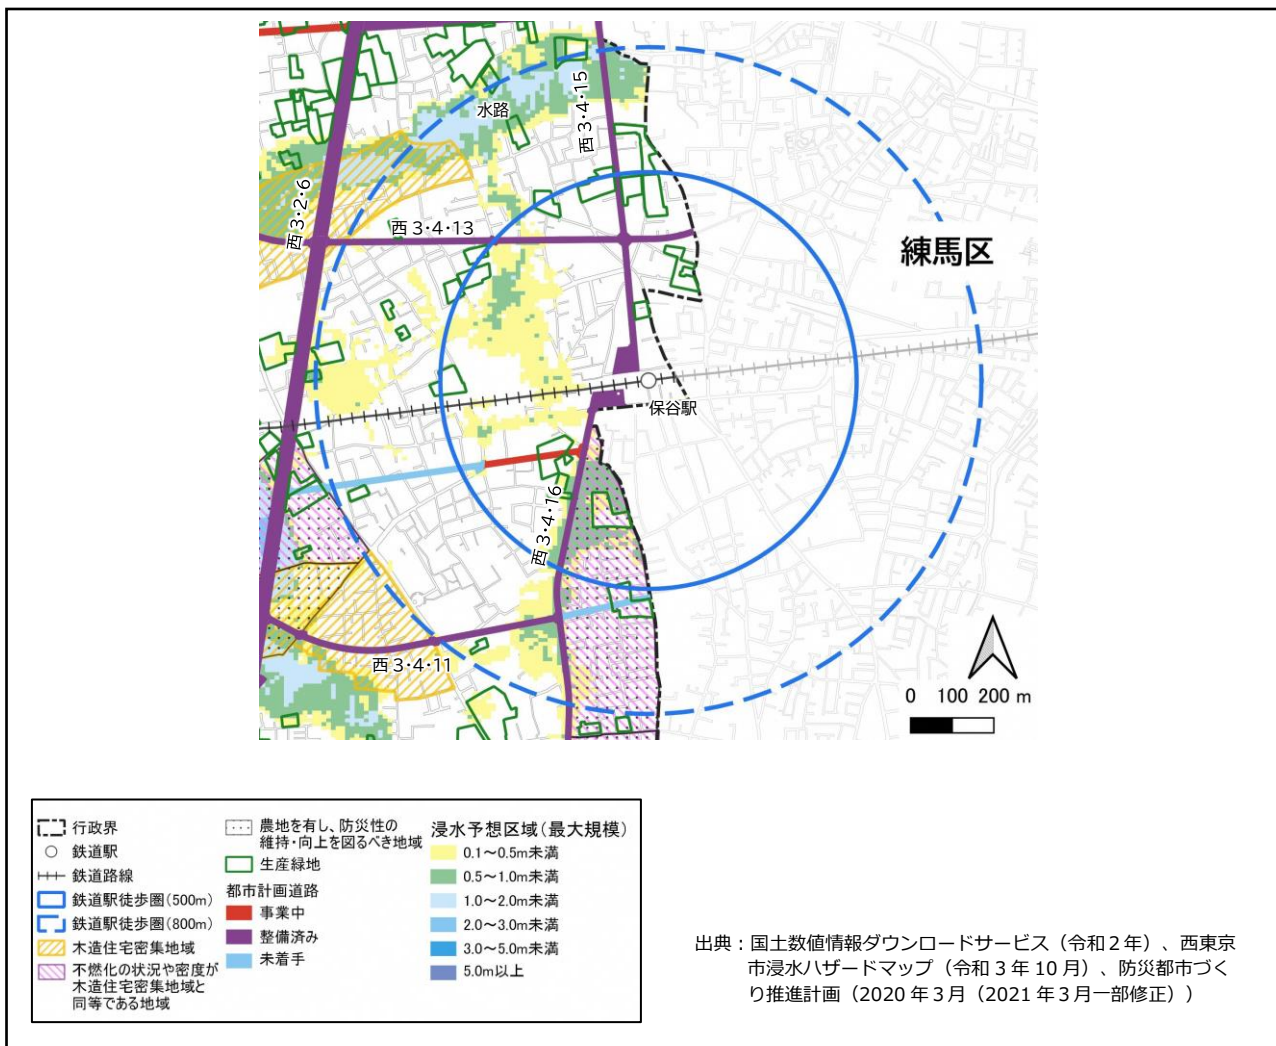 水路
西3・4・15
西3・2・6
西3・4・13
練馬区
保谷駅
西3・4・16
西3・4・11
0 100 200 m
行政界
鉄道駅
鉄道路線
鉄道駅徒歩圏(500m)
鉄道駅徒歩圏(800m)
木造住宅密集地域
不燃化の状況や密度が
木造住宅密集地域と
同等である地域
農地を有し、防災性の
維持・向上を図るべき地域
生産緑地
都市計画道路
事業中
整備済み
未着手
浸水予想区域(最大規模)
0.1~0.5m未満
0.5~1.0m未満
1.0~2.0m未満
2.0~3.0m未満
3.0~5.0m未満
5.0m以上
出典:国土数値情報ダウンロードサービス(令和2年)、西東京
市浸水ハザードマップ(令和3年10月)、防災都市づく
り推進計画(2020年3月(2021年3月一部修正))